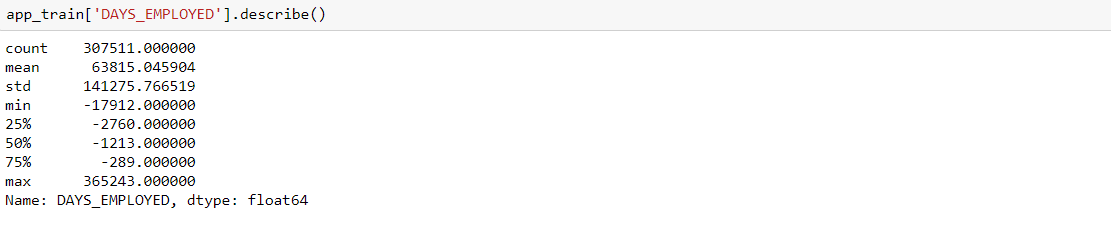 app_train['DAYS_EMPLOYED'].describe()
count    307511.000000
mean      63815.045904
std      141275.766519
min      -17912.000000
25%       -2760.000000
50%       -1213.000000
75%        -289.000000
max      365243.000000
Name: DAYS_EMPLOYED, dtype: float64